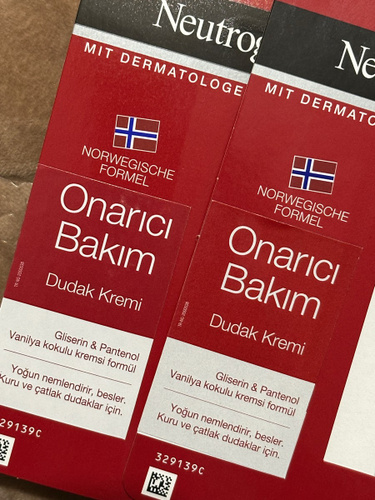 Neutrog
MIT DERMATOLOGE
NORWEGISCHE
FORMEL
Onarıcı
Bakım
Dudak Kremi
Gliserin & Pantenol
Vanilya kokulu kremsi formül
Yoğun nemlendirir, besler.
Kuru ve çatlak dudaklar için.
29139C
Neu
MIT DERMATO
NORWEGISCHE
FORMEL
Onarıcı
Bakım
Dudak Kremi
Gliserin & Pantenol
Vanilya kokulu kremsi formül
Yoğun nemlendirir, besler.
Kuru ve çatlak dudaklar için.
329139C